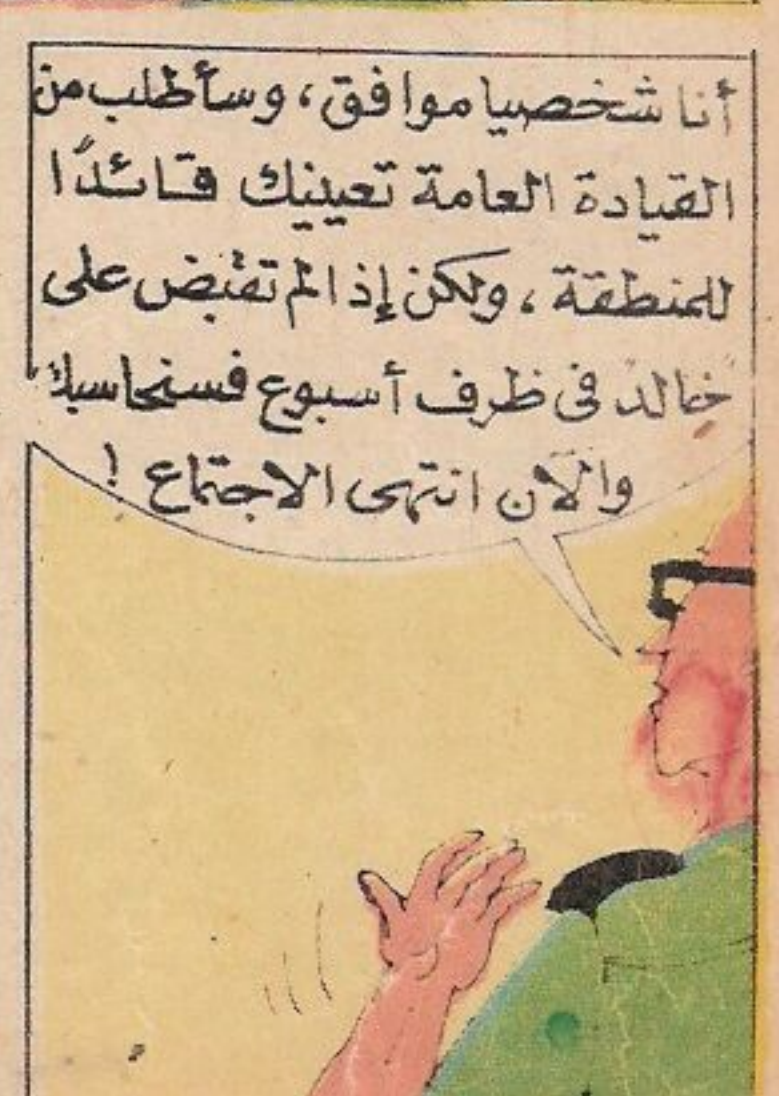 أنا شخصيا موافق، وسأطلب من
القيادة العامة تعيينك قائدًا
للمنطقة، ولكن إذا لم تقبض على
"خالد" فى ظرف أسبوع فسنحاسبك
والآن انتهى الاجتماع !